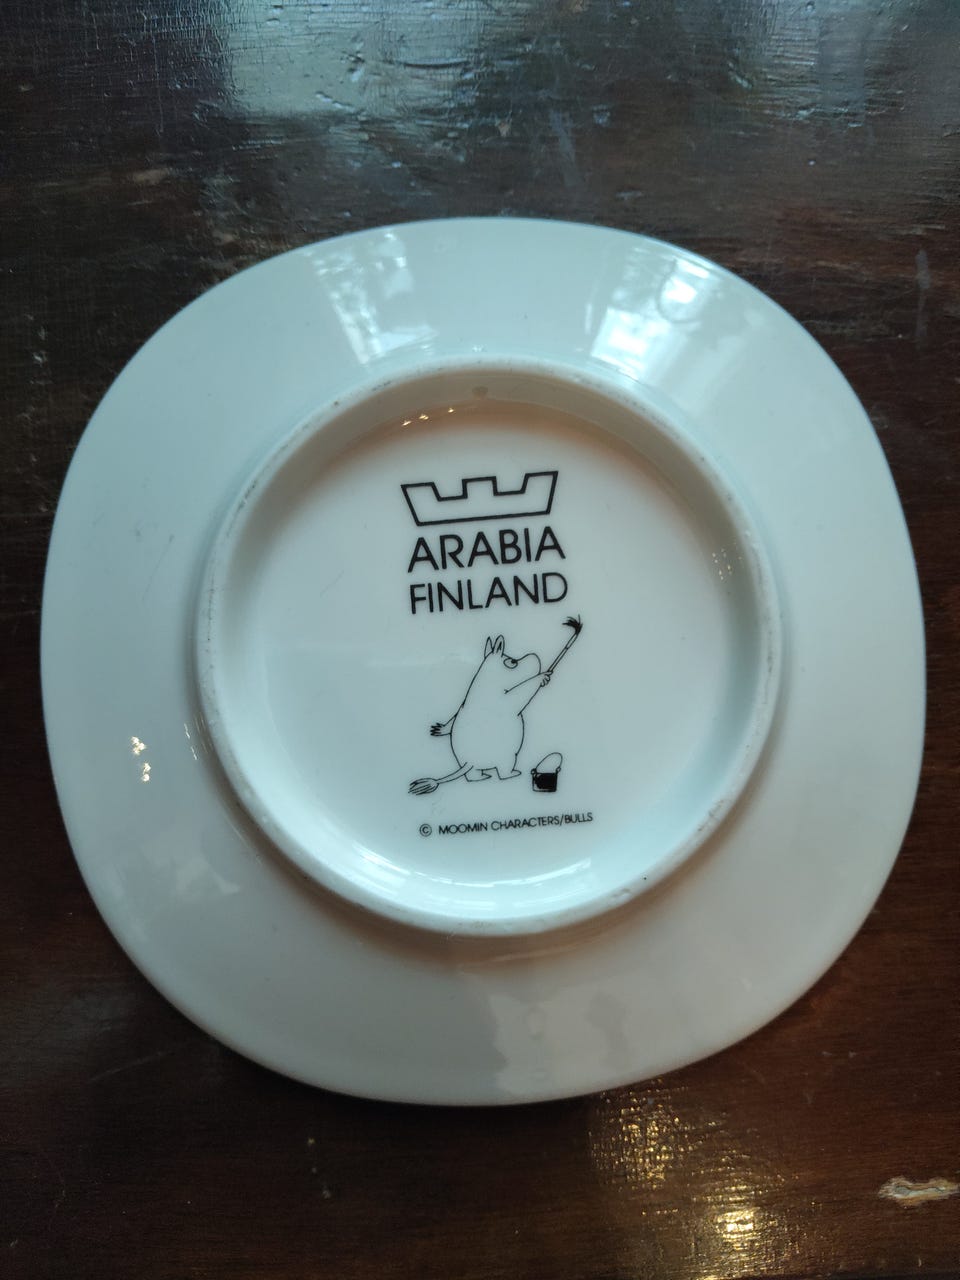 ARABIA
FINLAND
© MOOMIN CHARACTERS/BULLS